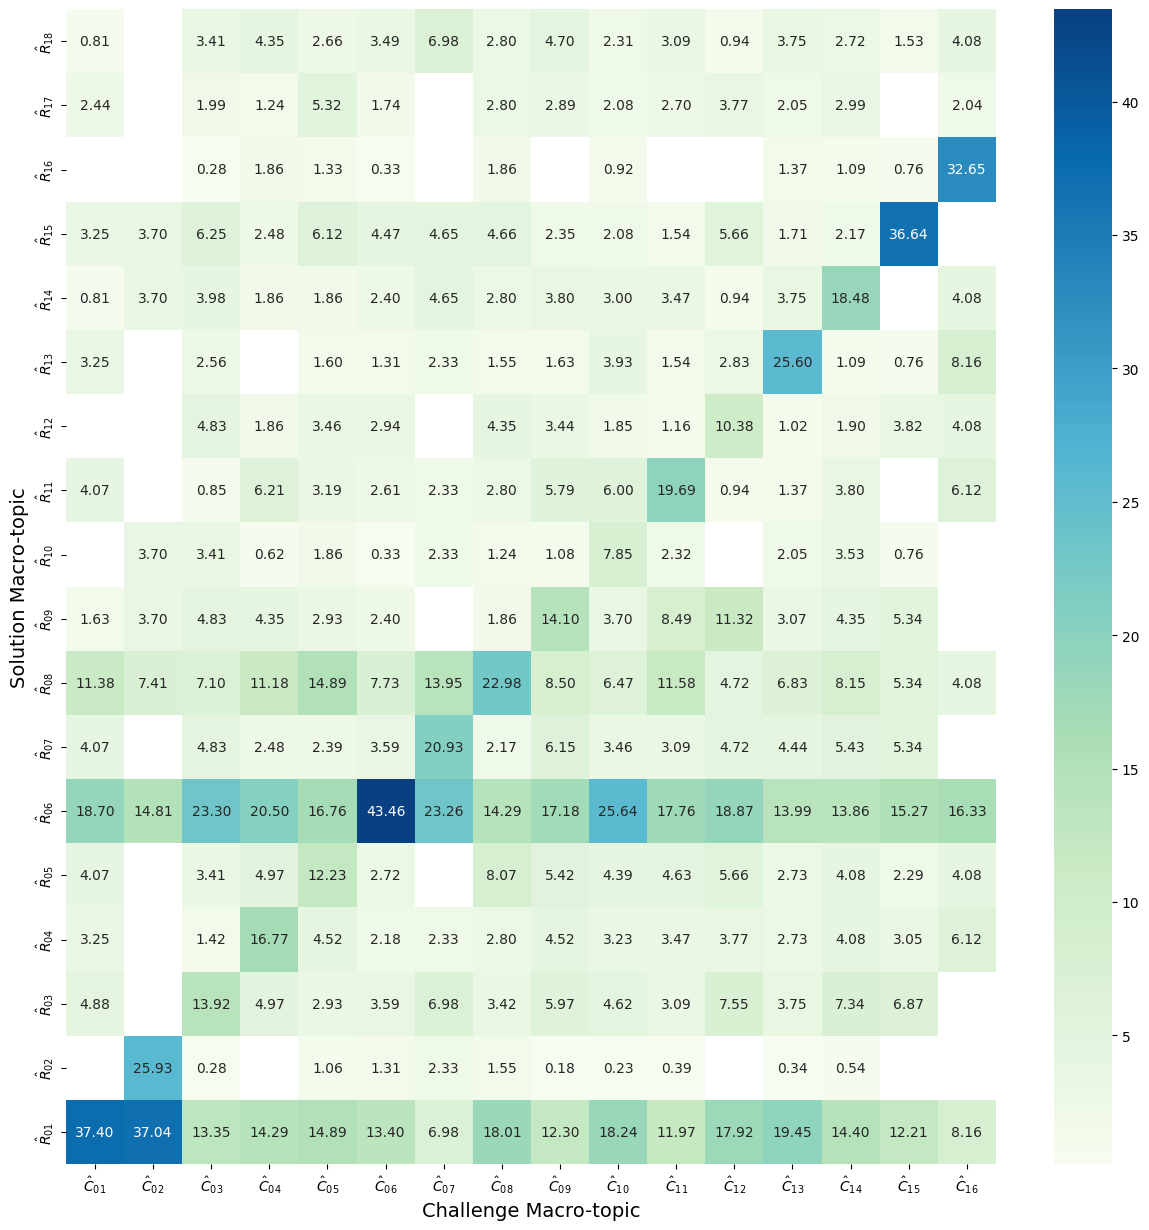 R̂18 0.81 3.41 4.35 2.66 3.49 6.98 2.80 4.70 2.31 3.09 0.94 3.75 2.72 1.53 4.08
R̂17 2.44 1.99 1.24 5.32 1.74 2.80 2.89 2.08 2.70 3.77 2.05 2.99 2.04
R̂16 0.28 1.86 1.33 0.33 1.86 0.92 1.37 1.09 0.76 32.65
R̂15 3.25 3.70 6.25 2.48 6.12 4.47 4.65 4.66 2.35 2.08 1.54 5.66 1.71 2.17 36.64
R̂14 0.81 3.70 3.98 1.86 1.86 2.40 4.65 2.80 3.80 3.00 3.47 0.94 3.75 18.48 4.08
R̂13 3.25 2.56 1.60 1.31 2.33 1.55 1.63 3.93 1.54 2.83 25.60 1.09 0.76 8.16
R̂12 4.83 1.86 3.46 2.94 4.35 3.44 1.85 1.16 10.38 1.02 1.90 3.82 4.08
R̂11 4.07 0.85 6.21 3.19 2.61 2.33 2.80 5.79 6.00 19.69 0.94 1.37 3.80 6.12
R̂10 3.70 3.41 0.62 1.86 0.33 2.33 1.24 1.08 7.85 2.32 2.05 3.53 0.76
R̂09 1.63 3.70 4.83 4.35 2.93 2.40 1.86 14.10 3.70 8.49 11.32 3.07 4.35 5.34
R̂08 11.38 7.41 7.10 11.18 14.89 7.73 13.95 22.98 8.50 6.47 11.58 4.72 6.83 8.15 5.34 4.08
R̂07 4.07 4.83 2.48 2.39 3.59 20.93 2.17 6.15 3.46 3.09 4.72 4.44 5.43 5.34
R̂06 18.70 14.81 23.30 20.50 16.76 43.46 23.26 14.29 17.18 25.64 17.76 18.87 13.99 13.86 15.27 16.33
R̂05 4.07 3.41 4.97 12.23 2.72 8.07 5.42 4.39 4.63 5.66 2.73 4.08 2.29 4.08
R̂04 3.25 1.42 16.77 4.52 2.18 2.33 2.80 4.52 3.23 3.47 3.77 2.73 4.08 3.05 6.12
R̂03 4.88 13.92 4.97 2.93 3.59 6.98 3.42 5.97 4.62 3.09 7.55 3.75 7.34 6.87
R̂02 25.93 0.28 1.06 1.31 2.33 1.55 0.18 0.23 0.39 0.34 0.54
R̂01 37.40 37.04 13.35 14.29 14.89 13.40 6.98 18.01 12.30 18.24 11.97 17.92 19.45 14.40 12.21 8.16
Ĉ01 Ĉ02 Ĉ03 Ĉ04 Ĉ05 Ĉ06 Ĉ07 Ĉ08 Ĉ09 Ĉ10 Ĉ11 Ĉ12 Ĉ13 Ĉ14 Ĉ15 Ĉ16
Challenge Macro-topic
Solution Macro-topic
40
35
30
25
20
15
10
5